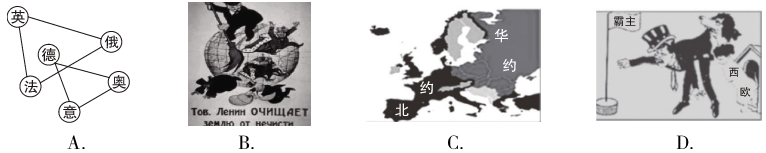 英
俄
德
法
奥
意
Тов. Ленин ОЧИЩАЕТ
землю от нечисти.
华
约
约
北
霸主
西
欧
A.
B.
C.
D.